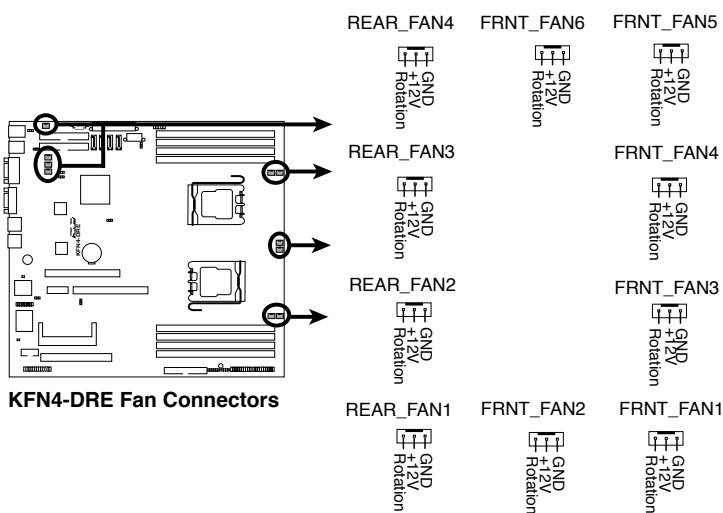 REAR_FAN4 FRNT_FAN6 FRNT_FAN5
Rotation +12V GND
Rotation +12V GND
Rotation +12V GND
REAR_FAN3 FRNT_FAN4
Rotation +12V GND
Rotation +12V GND
KFN4-DRE
REAR_FAN2 FRNT_FAN3
Rotation +12V GND
Rotation +12V GND
KFN4-DRE Fan Connectors
REAR_FAN1 FRNT_FAN2 FRNT_FAN1
Rotation +12V GND
Rotation +12V GND
Rotation +12V GND